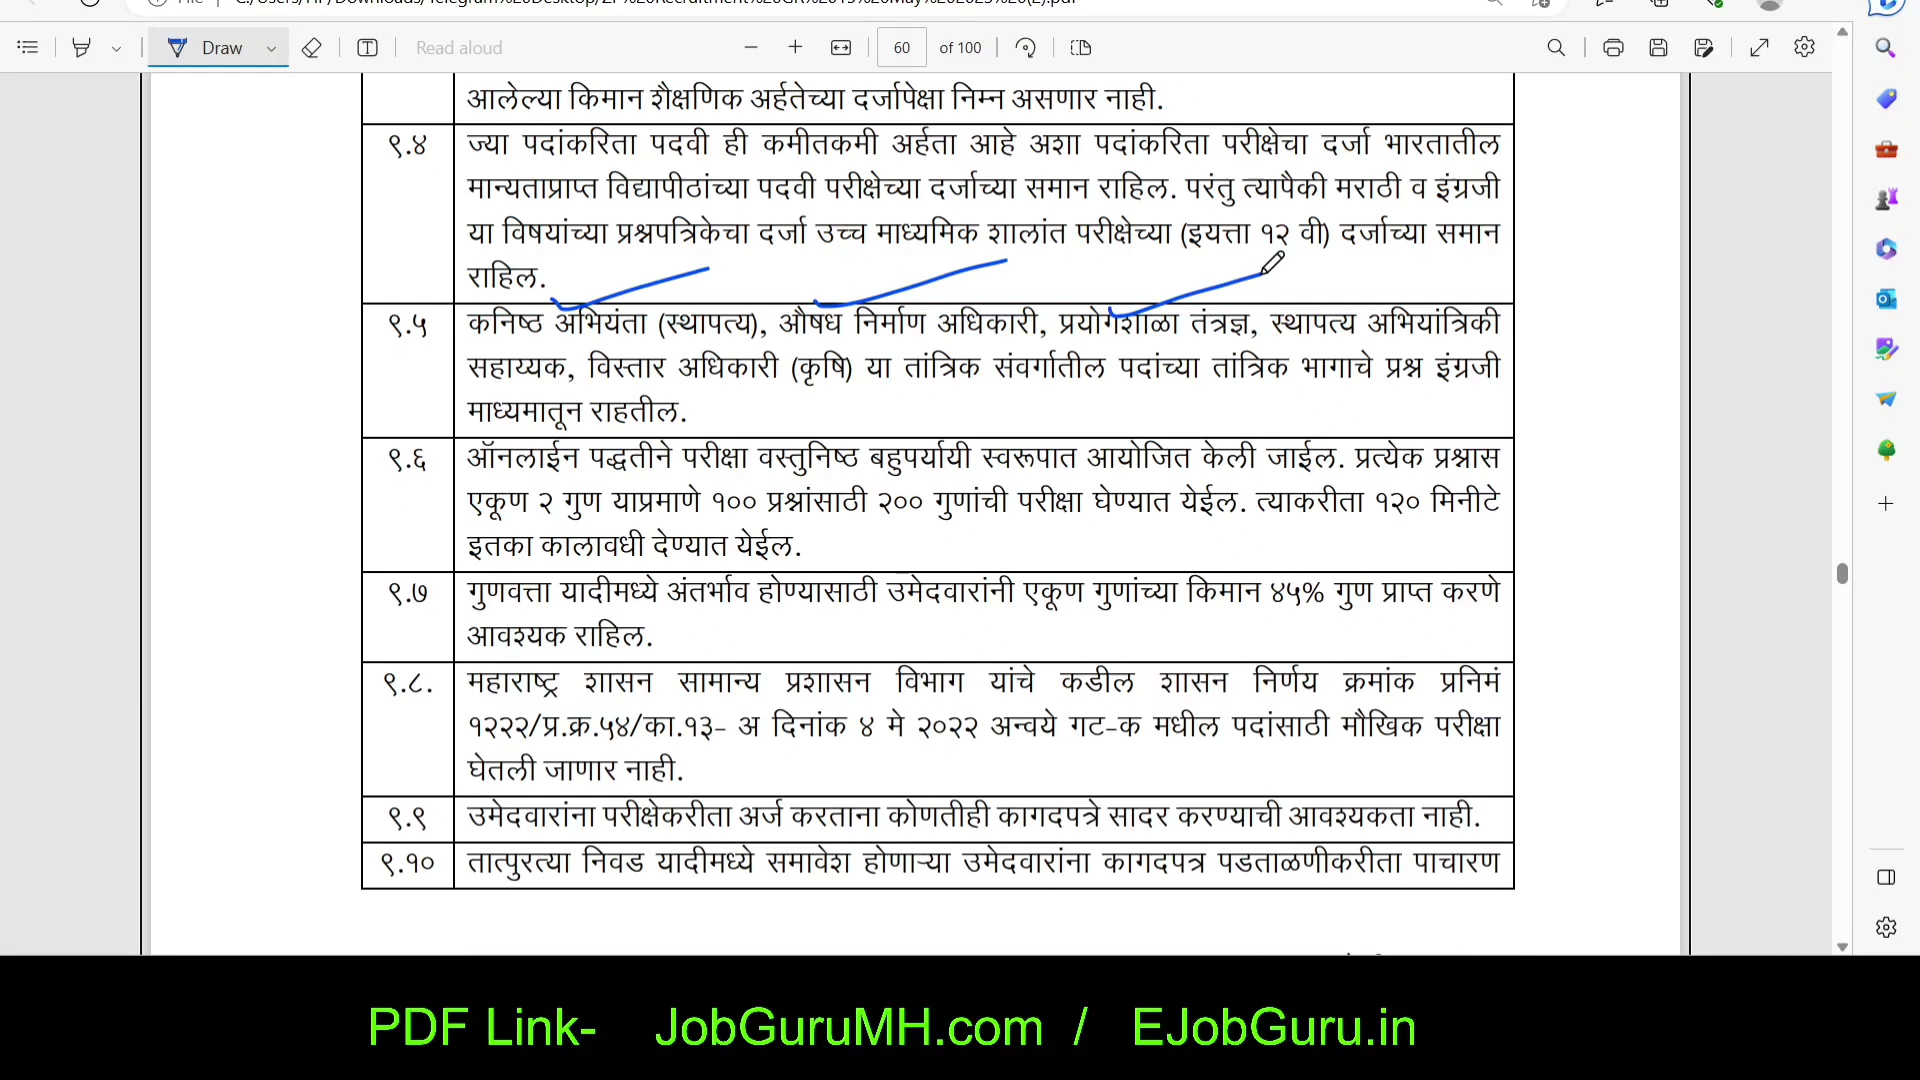 Draw
Read aloud
60 of 100
आलेल्या किमान शैक्षणिक अर्हतेच्या दर्जापेक्षा निम्न असणार नाही.
९.४ ज्या पदांकरिता पदवी ही कमीतकमी अर्हता आहे अशा पदांकरिता परीक्षेचा दर्जा भारतातील
मान्यताप्राप्त विद्यापीठांच्या पदवी परीक्षेच्या दर्जाच्या समान राहिल. परंतु त्यापैकी मराठी व इंग्रजी
या विषयांच्या प्रश्नपत्रिकेचा दर्जा उच्च माध्यमिक शालांत परीक्षेच्या (इयत्ता १२ वी) दर्जाच्या समान
राहिल.
९.५ कनिष्ठ अभियंता (स्थापत्य), औषध निर्माण अधिकारी, प्रयोगशाळा तंत्रज्ञ, स्थापत्य अभियांत्रिकी
सहाय्यक, विस्तार अधिकारी (कृषि) या तांत्रिक संवर्गातील पदांच्या तांत्रिक भागाचे प्रश्न इंग्रजी
माध्यमातून राहतील.
९.६ ऑनलाईन पद्धतीने परीक्षा वस्तुनिष्ठ बहुपर्यायी स्वरूपात आयोजित केली जाईल. प्रत्येक प्रश्नास
एकूण २ गुण याप्रमाणे १०० प्रश्नांसाठी २०० गुणांची परीक्षा घेण्यात येईल. त्याकरीता १२० मिनीटे
इतका कालावधी देण्यात येईल.
९.७ गुणवत्ता यादीमध्ये अंतर्भाव होण्यासाठी उमेदवारांनी एकूण गुणांच्या किमान ४५% गुण प्राप्त करणे
आवश्यक राहिल.
९.८. महाराष्ट्र शासन सामान्य प्रशासन विभाग यांचे कडील शासन निर्णय क्रमांक प्रनिमं
१२२२/प्र.क्र.५४/का.१३- अ दिनांक ४ मे २०२२ अन्वये गट-क मधील पदांसाठी मौखिक परीक्षा
घेतली जाणार नाही.
९.९ उमेदवारांना परीक्षेकरीता अर्ज करताना कोणतीही कागदपत्रे सादर करण्याची आवश्यकता नाही.
९.१० तात्पुरत्या निवड यादीमध्ये समावेश होणाऱ्या उमेदवारांना कागदपत्र पडताळणीकरीता पाचारण
PDF Link- JobGuruMH.com / EJobGuru.in